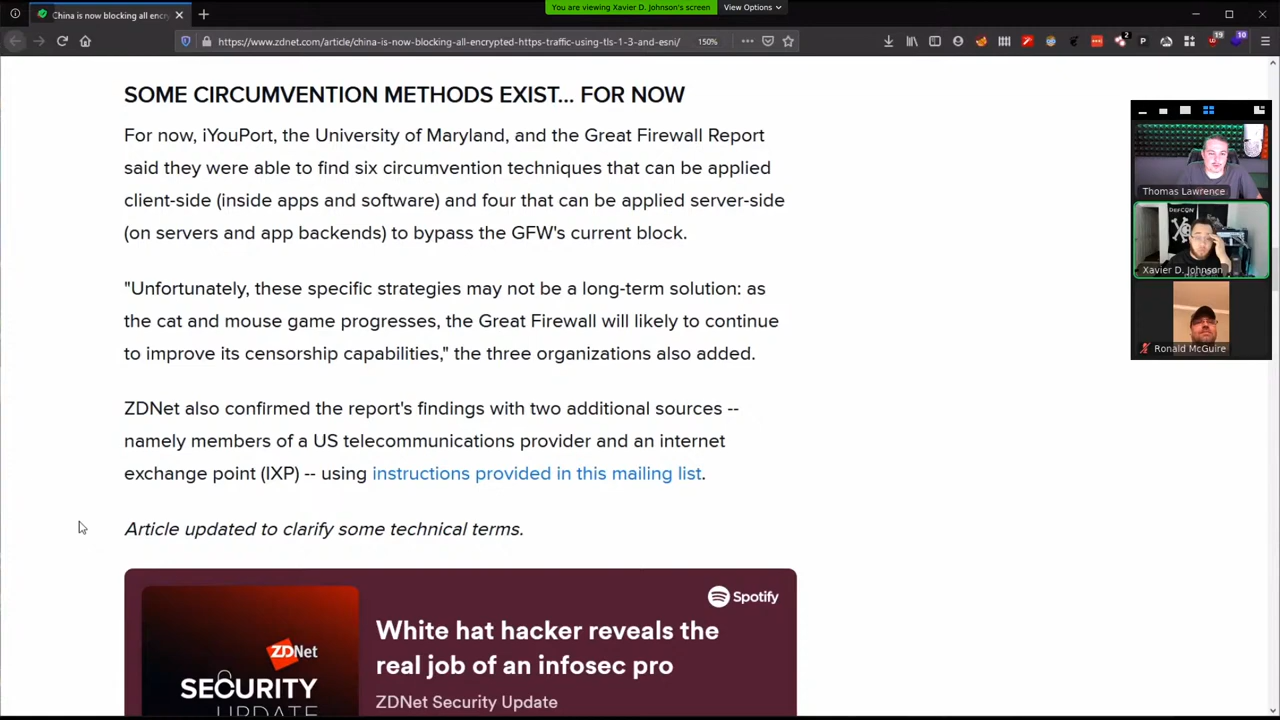 China is now blocking all encry
You are viewing Xavier D. Johnson's screen
View Options
https://www.zdnet.com/article/china-is-now-blocking-all-encrypted-https-traffic-using-tls-1-3-and-esni/
150%
2
P
19
10
SOME CIRCUMVENTION METHODS EXIST... FOR NOW
For now, iYouPort, the University of Maryland, and the Great Firewall Report
said they were able to find six circumvention techniques that can be applied
client-side (inside apps and software) and four that can be applied server-side
(on servers and app backends) to bypass the GFW's current block.
"Unfortunately, these specific strategies may not be a long-term solution: as
the cat and mouse game progresses, the Great Firewall will likely to continue
to improve its censorship capabilities," the three organizations also added.
ZDNet also confirmed the report's findings with two additional sources --
namely members of a US telecommunications provider and an internet
exchange point (IXP) -- using instructions provided in this mailing list.
Article updated to clarify some technical terms.
Spotify
White hat hacker reveals the
real job of an infosec pro
ZDNet Security Update
ZDNet
SECURITY
UPDATE
Thomas Lawrence
DEFCON
Xavier D. Johnson
Ronald McGuire